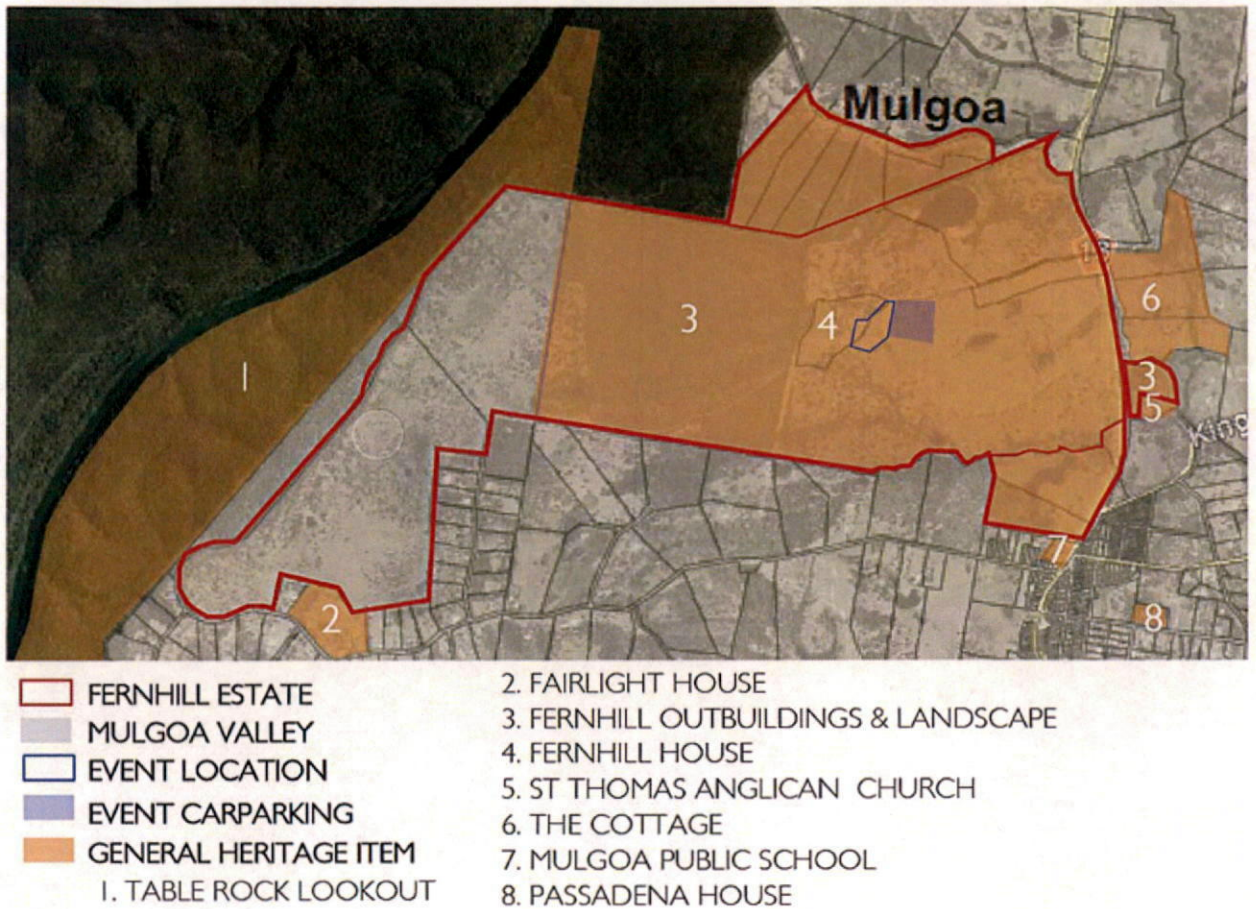 Mulgoa
1
3
4
6
3
5
King
7
2
8
FERNHILL ESTATE
MULGOA VALLEY
EVENT LOCATION
EVENT CARPARKING
GENERAL HERITAGE ITEM
1. TABLE ROCK LOOKOUT
2. FAIRLIGHT HOUSE
3. FERNHILL OUTBUILDINGS & LANDSCAPE
4. FERNHILL HOUSE
5. ST THOMAS ANGLICAN CHURCH
6. THE COTTAGE
7. MULGOA PUBLIC SCHOOL
8. PASSADENA HOUSE